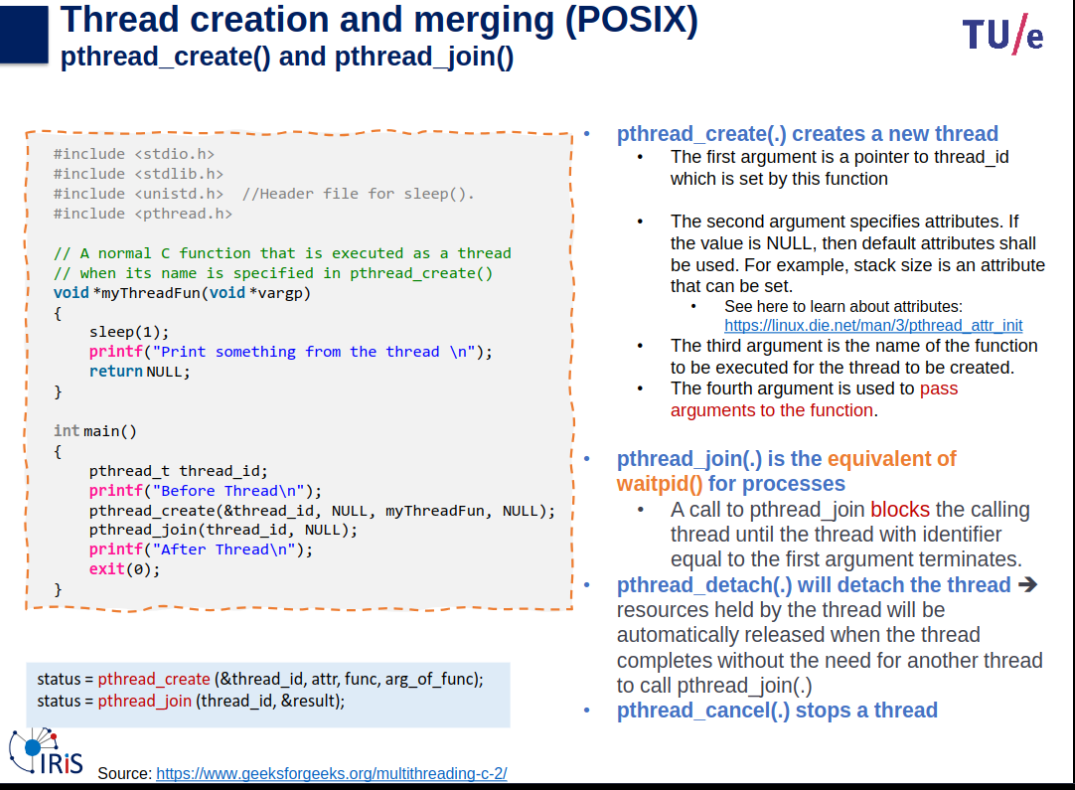 Thread creation and merging (POSIX)
pthread_create() and pthread_join()
TU/e
#include <stdio.h>
#include <stdlib.h>
#include <unistd.h>  //Header file for sleep().
#include <pthread.h>
// A normal C function that is executed as a thread
// when its name is specified in pthread_create()
void *myThreadFun(void *vargp)
{
    sleep(1);
    printf("Print something from the thread \n");
    return NULL;
}
int main()
{
    pthread_t thread_id;
    printf("Before Thread\n");
    pthread_create(&thread_id, NULL, myThreadFun, NULL);
    pthread_join(thread_id, NULL);
    printf("After Thread\n");
    exit(0);
}
status = pthread_create (&thread_id, attr, func, arg_of_func);
status = pthread_join (thread_id, &result);
• pthread_create(.) creates a new thread
• The first argument is a pointer to thread_id
which is set by this function
• The second argument specifies attributes. If
the value is NULL, then default attributes shall
be used. For example, stack size is an attribute
that can be set.
• See here to learn about attributes:
https://linux.die.net/man/3/pthread_attr_init
• The third argument is the name of the function
to be executed for the thread to be created.
• The fourth argument is used to pass
arguments to the function.
• pthread_join(.) is the equivalent of
waitpid() for processes
• A call to pthread_join blocks the calling
thread until the thread with identifier
equal to the first argument terminates.
• pthread_detach(.) will detach the thread ➔
resources held by the thread will be
automatically released when the thread
completes without the need for another thread
to call pthread_join(.)
• pthread_cancel(.) stops a thread
IRiS
Source: https://www.geeksforgeeks.org/multithreading-c-2/